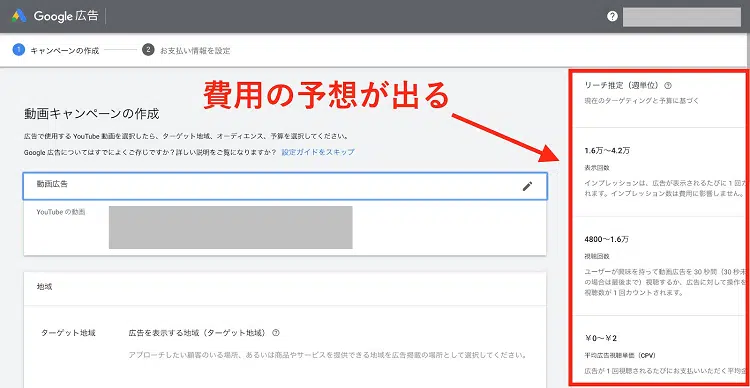 Google 広告
1 キャンペーンの作成 2 お支払い情報を設定
費用の予想が出る
動画キャンペーンの作成
広告で使用する YouTube 動画を選択したら、ターゲット地域、オーディエンス、予算を選択してください。
Google 広告についてはすでによくご存じですか？詳しい説明をご覧になりますか？ 設定ガイドをスキップ
動画広告
YouTube の動画
地域
ターゲット地域 広告を表示する地域（ターゲット地域）
アプローチしたい顧客のいる場所、あるいは商品やサービスを提供できる地域を広告掲載の場所として選択してください。
リーチ推定（週単位）
現在のターゲティングと予算に基づく
1.6万〜4.2万
表示回数
インプレッションは、広告が表示されるたびに 1 回カ
れます。インプレッション数は費用に影響しません。
4800〜1.6万
視聴回数
ユーザーが興味を持って動画広告を 30 秒間（30 秒未
の場合は最後まで）視聴するか、広告に対して操作を
視聴数が 1 回カウントされます。
￥0〜￥2
平均広告視聴単価（CPV）
広告が 1 回視聴されるたびにお支払いいただく平均金